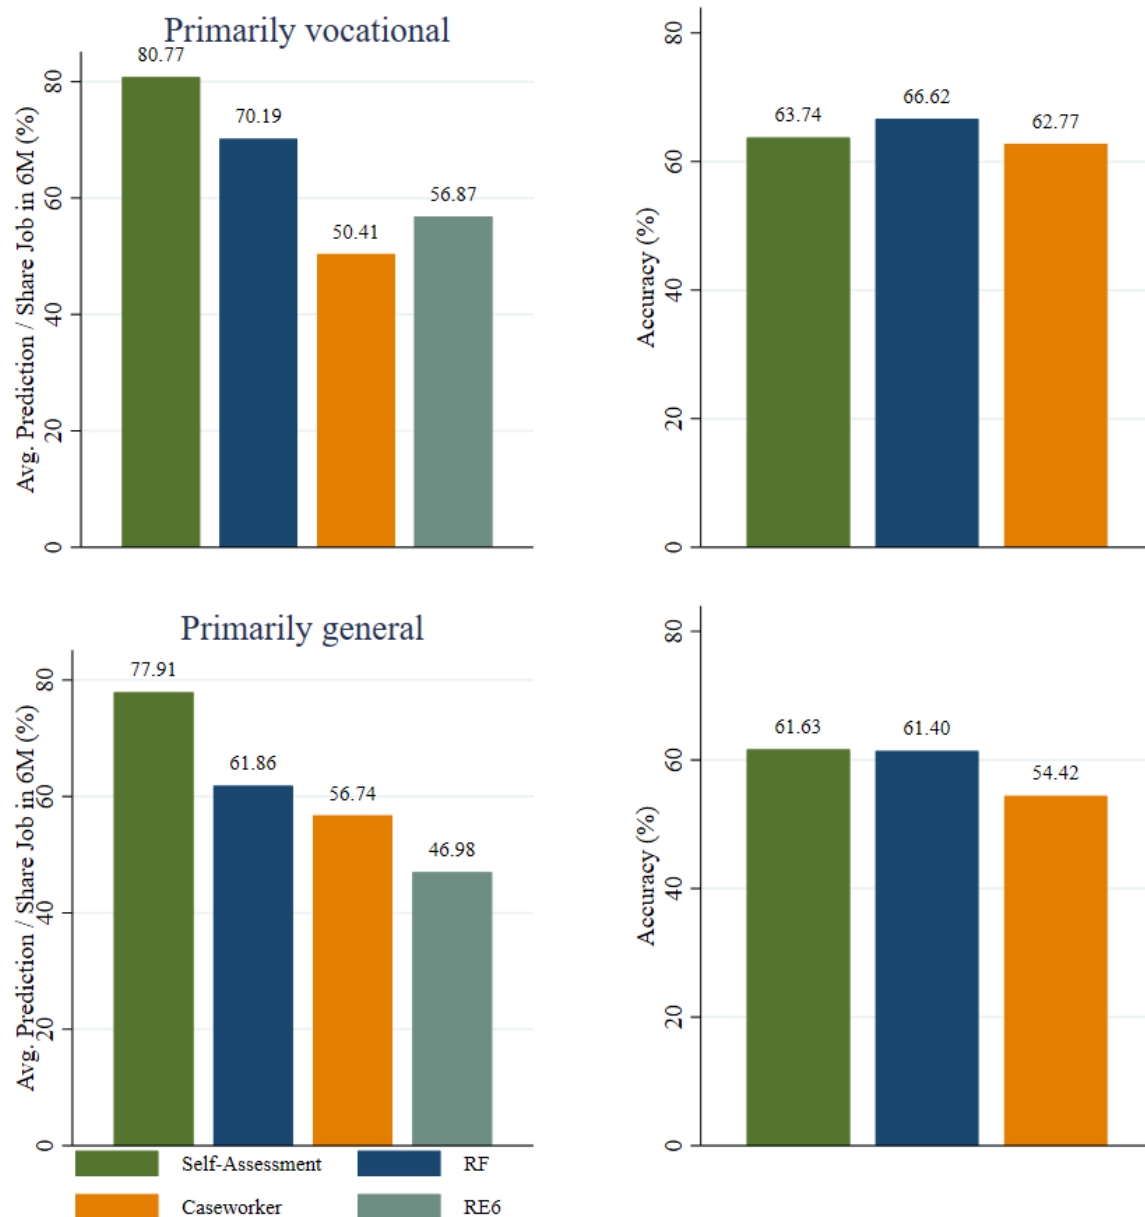 Primarily vocational
Avg. Prediction / Share Job in 6M (%)
0 20 40 60 80
80.77
70.19
50.41
56.87
Accuracy (%)
0 20 40 60 80
63.74
66.62
62.77
Primarily general
Avg. Prediction / Share Job in 6M (%)
0 20 40 60 80
77.91
61.86
56.74
46.98
Accuracy (%)
0 20 40 60 80
61.63
61.40
54.42
Self-Assessment RF
Caseworker RE6